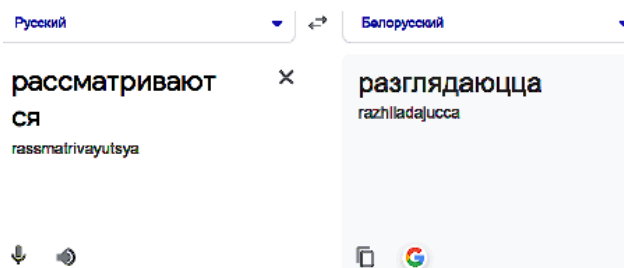 Русский
Белорусский
рассматривают
ся
rassmatrivayutsya
разглядаюцца
razhliadajucca